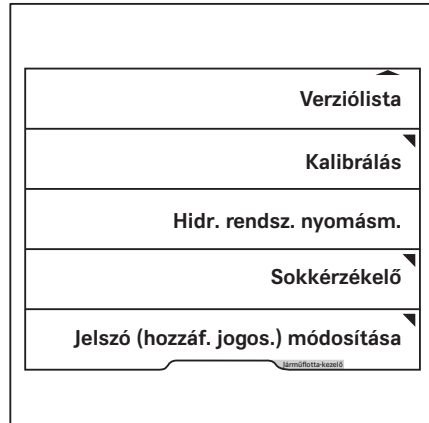 Verziólista
Kalibrálás
Hidr. rendsz. nyomásm.
Sokkérzékelő
Jelszó (hozzáf. jogos.) módosítása
Járműflotta-kezelő